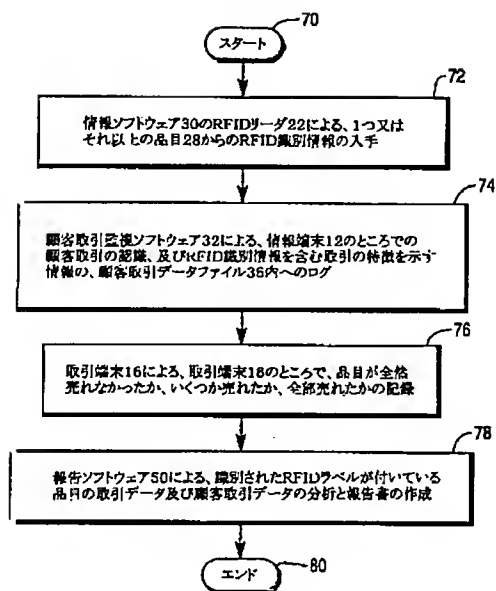 70
スタート
72
情報ソフトウェア30のRFIDリーダ22による、1つ又は
それ以上の品目28からのRFID識別情報の入手
74
顧客取引監視ソフトウェア32による、情報端末12のところでの
顧客取引の認識、及びRFID識別情報を含む取引の特徴を示す
情報の、顧客取引データファイル36内へのログ
76
取引端末16による、取引端末16のところで、品目が全然
売れなかったか、いくつか売れたか、全部売れたかの記録
78
報告ソフトウェア50による、識別されたRFIDラベルが付いている
品目の取引データ及び顧客取引データの分析と報告書の作成
エンド
80